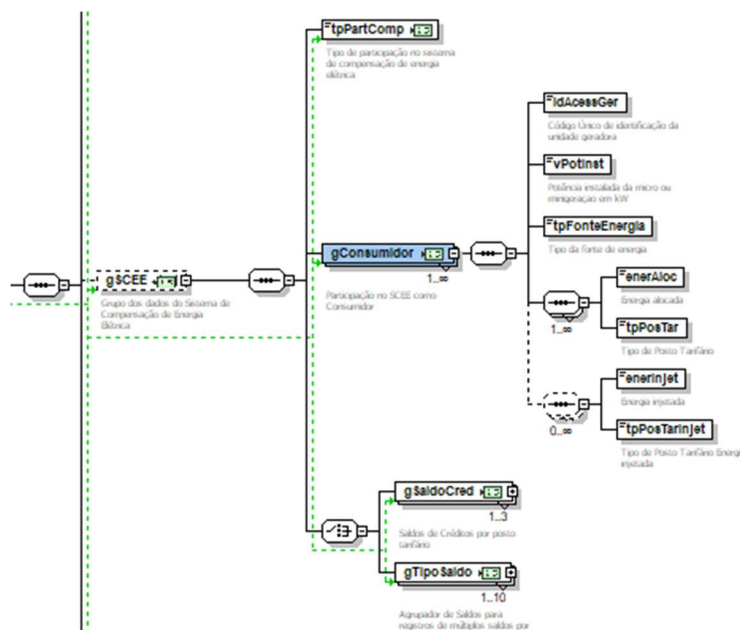 tpPartComp
Tipo de participação no sistema
de compensação de energia
elétrica
idAcessGer
Código Único de identificação da
unidade geradora
vPotInst
Potência instalada da micro ou
minigeração em kW
tpFonteEnergia
Tipo da fonte de energia
gConsumidor
1..∞
Participação no SCEE como
Consumidor
gSCEE
Grupo dos dados do Sistema de
Compensação de Energia
Elétrica
enerAloc
Energia alocada
tpPosTar
Tipo de Posto Tarifário
1..∞
enerInjet
Energia injetada
tpPosTarInjet
Tipo de Posto Tarifário Energ
injetada
0..∞
gSaldoCred
1..3
Saldos de Créditos por posto
tarifário
gTipoSaldo
1..10
Agrupador de Saldos para
registros de múltiplos saldos por